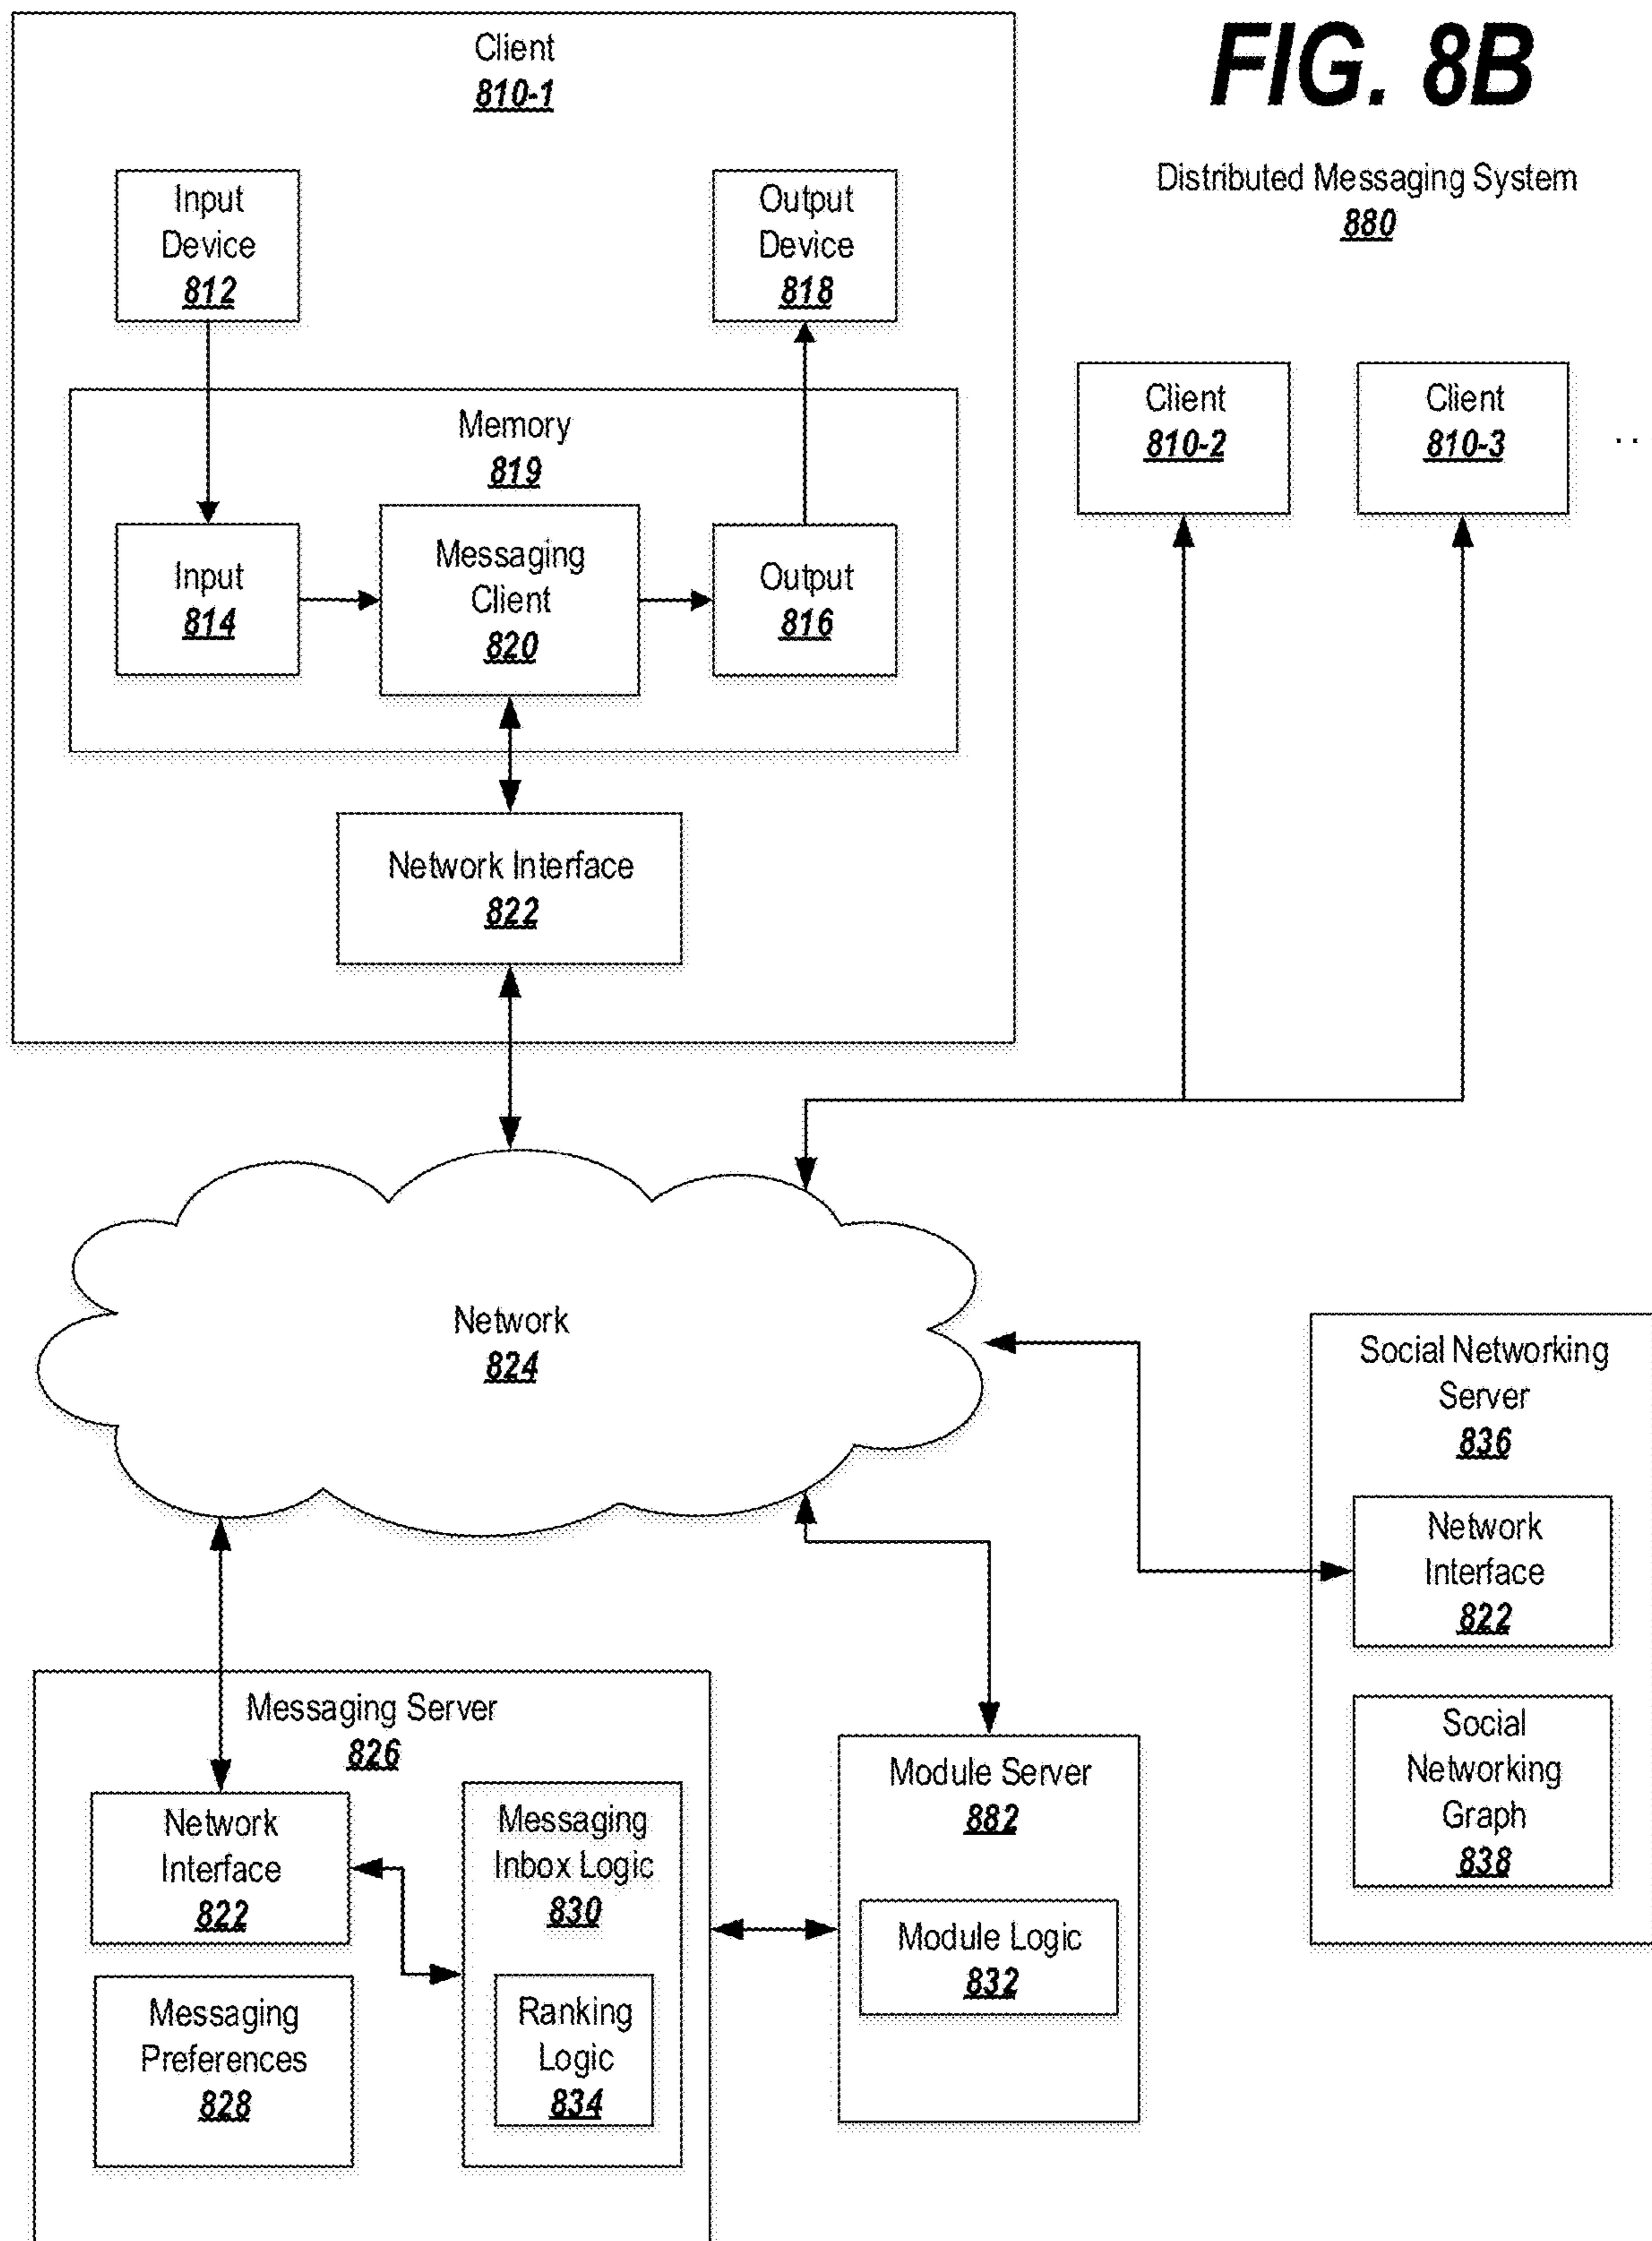 FIG. 8B
Distributed Messaging System
880
Client
810-1
Input
Device
812
Output
Device
818
Memory
819
Input
814
Messaging
Client
820
Output
816
Network Interface
822
Client
810-2
Client
810-3
..
Network
824
Social Networking
Server
836
Network
Interface
822
Social
Networking
Graph
838
Messaging Server
826
Network
Interface
822
Messaging
Preferences
828
Messaging
Inbox Logic
830
Ranking
Logic
834
Module Server
882
Module Logic
832